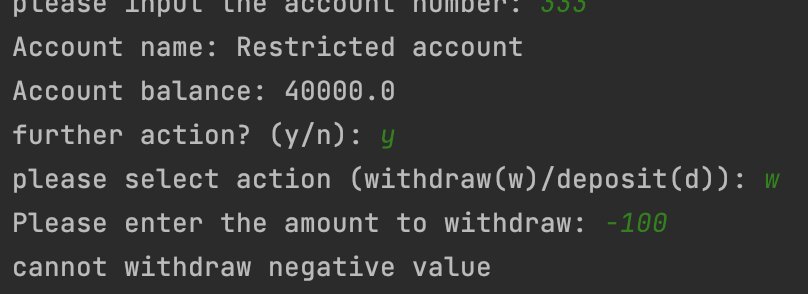 please input the account number: 333
Account name: Restricted account
Account balance: 40000.0
further action? (y/n): y
please select action (withdraw(w)/deposit(d)): w
Please enter the amount to withdraw: -100
cannot withdraw negative value